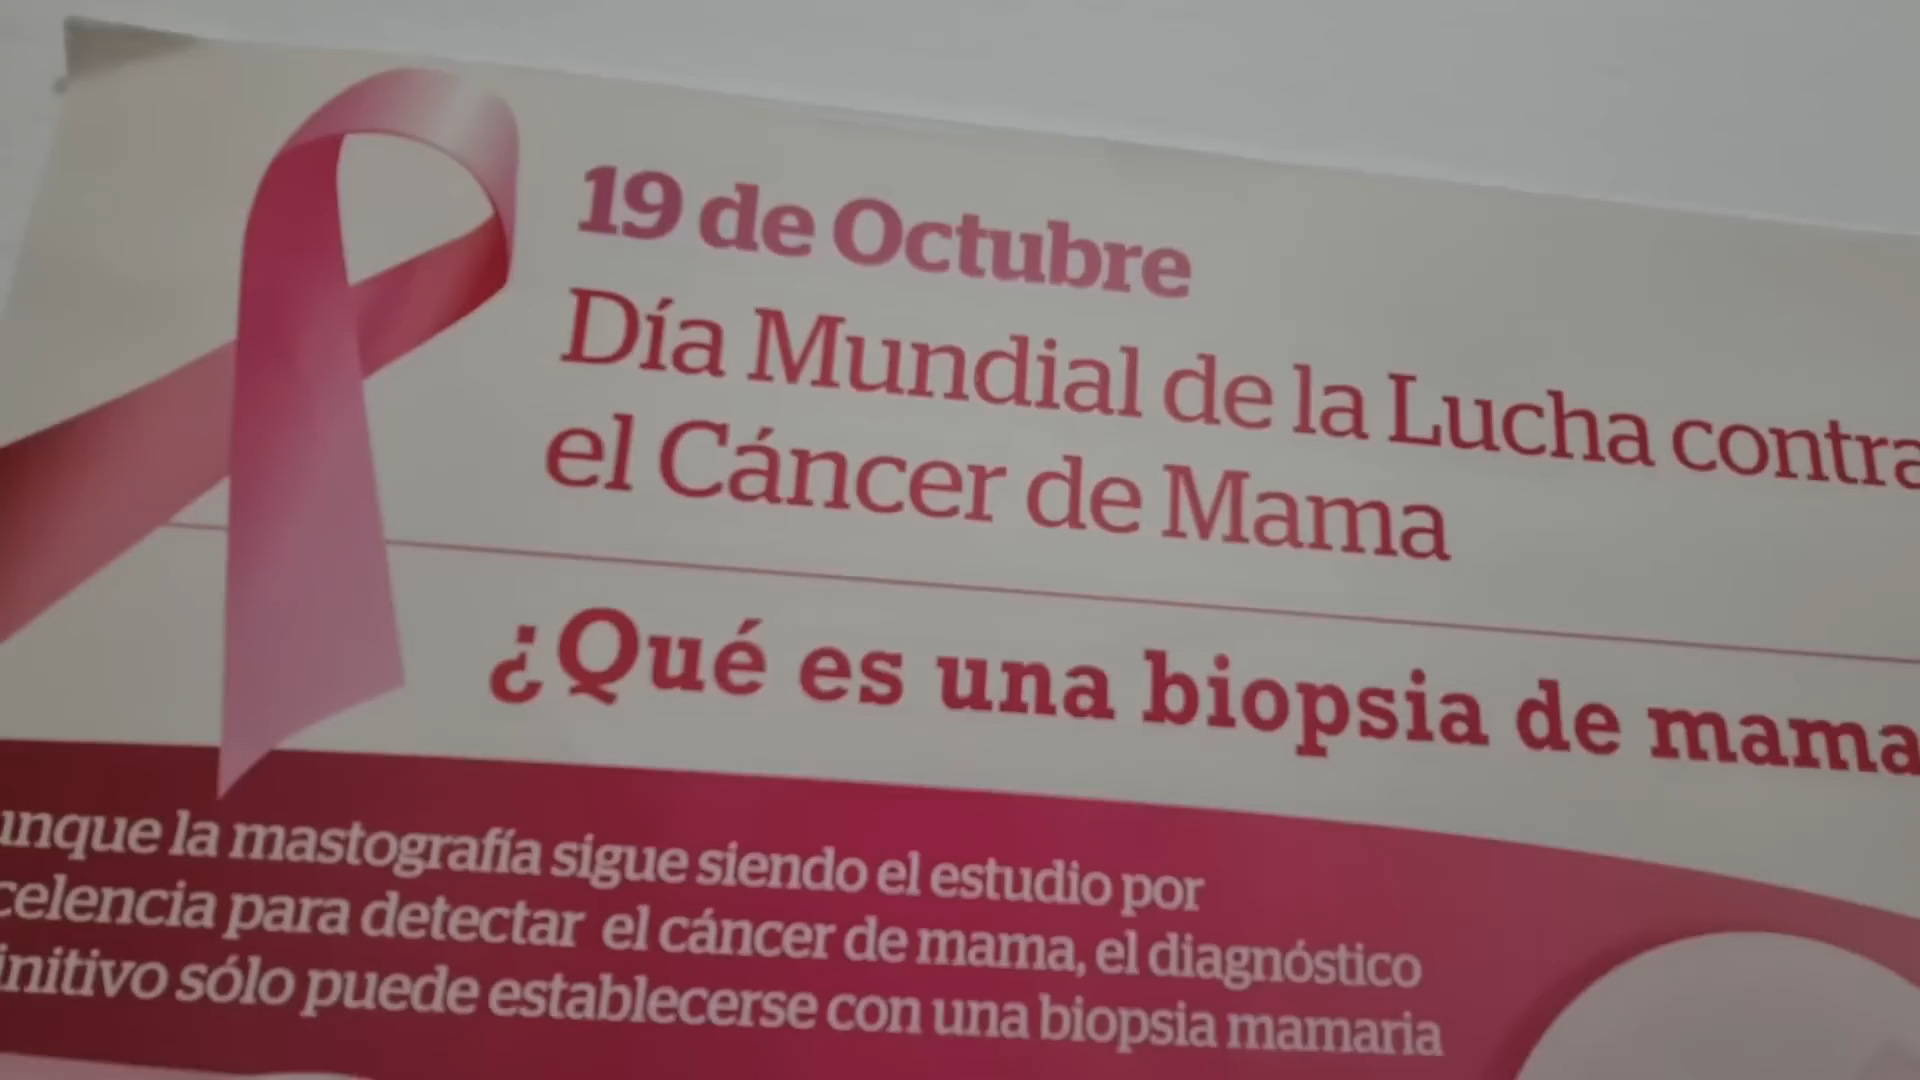 19 de Octubre
Día Mundial de la Lucha contra
el Cáncer de Mama
¿Qué es una biopsia de mama
unque la mastografía sigue siendo el estudio por
celencia para detectar el cáncer de mama, el diagnóstico
initivo sólo puede establecerse con una biopsia mamaria